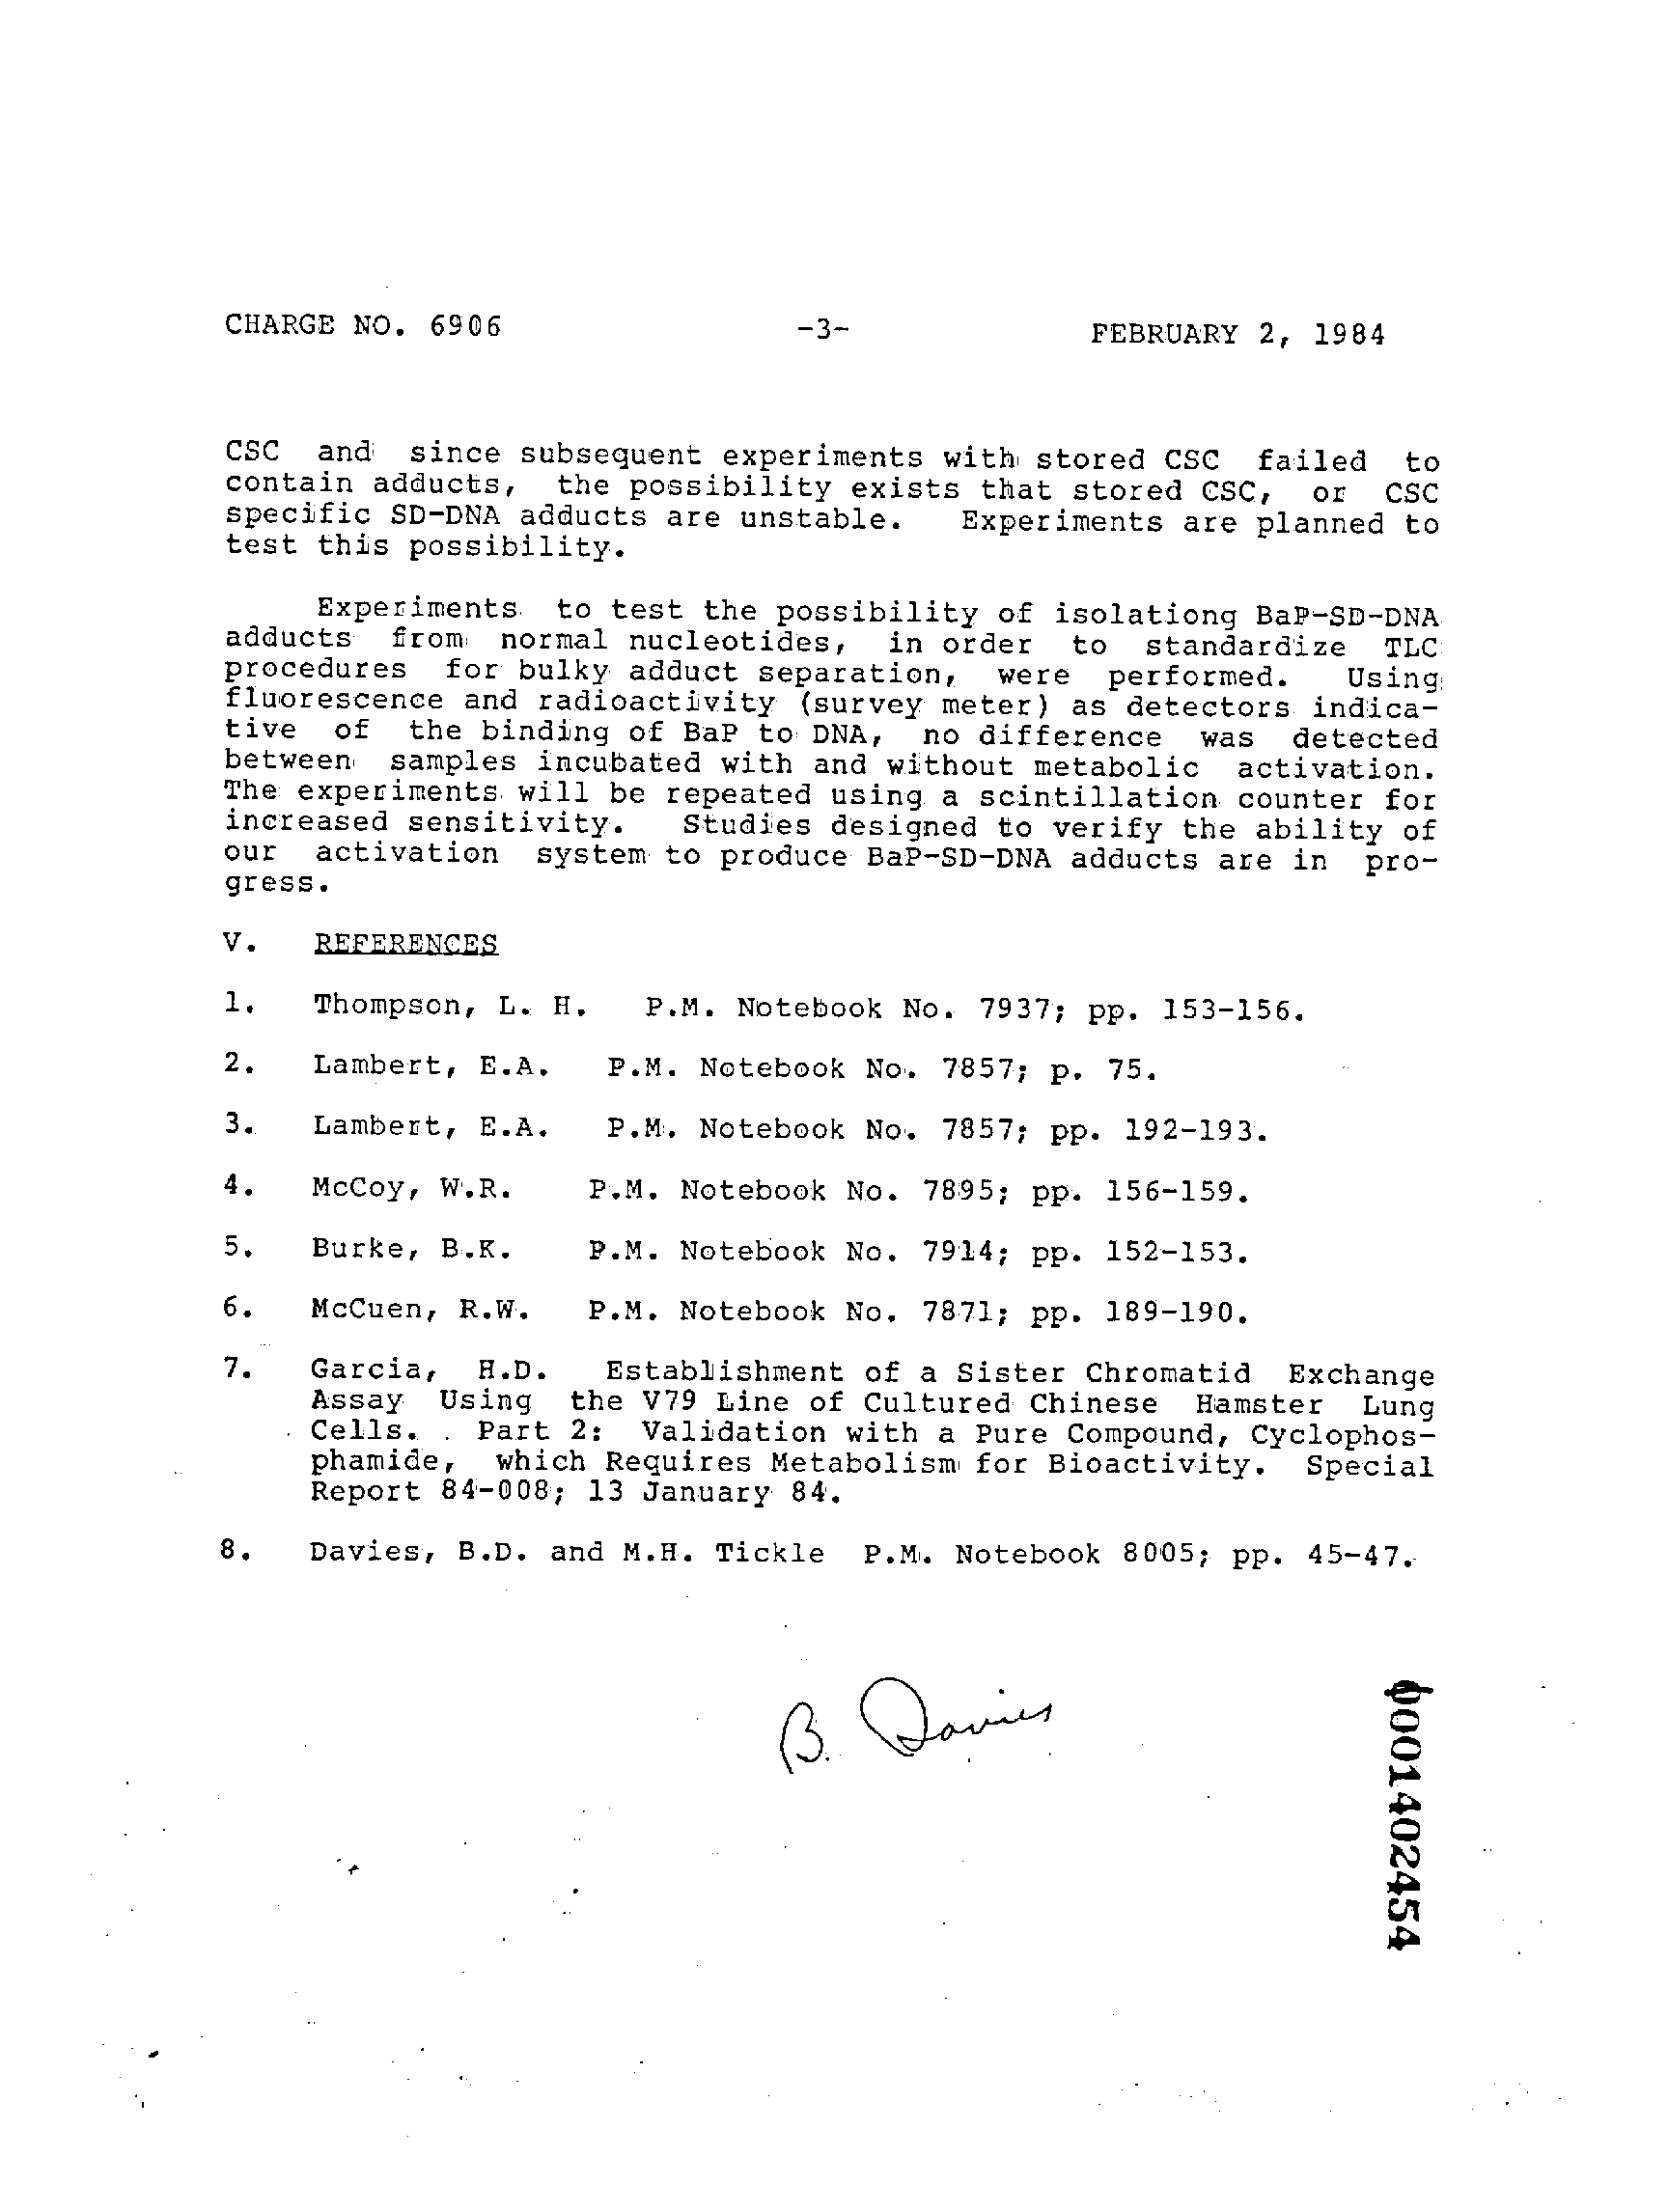 CHARGE NO. 6906 -3- FEBRUARY 2, 1984
CSC and since subsequent experiments with stored CSC failed to
contain adducts, the possibility exists that stored CSC, or CSC
specific SD-DNA adducts are unstable. Experiments are planned to
test this possibility.
Experiments to test the possibility of isolationg BaP-SD-DNA
adducts from normal nucleotides, in order to standardize TLC
procedures for bulky adduct separation, were performed. Using
fluorescence and radioactivity (survey meter) as detectors indica-
tive of the binding of BaP to DNA, no difference was detected
between samples incubated with and without metabolic activation.
The experiments will be repeated using a scintillation counter for
increased sensitivity. Studies designed to verify the ability of
our activation system to produce BaP-SD-DNA adducts are in pro-
gress.
V. REFERENCES
1. Thompson, L. H. P.M. Notebook No. 7937; pp. 153-156.
2. Lambert, E.A. P.M. Notebook No. 7857; p. 75.
3. Lambert, E.A. P.M. Notebook No. 7857; pp. 192-193.
4. McCoy, W.R. P.M. Notebook No. 7895; pp. 156-159.
5. Burke, B.K. P.M. Notebook No. 7914; pp. 152-153.
6. McCuen, R.W. P.M. Notebook No. 7871; pp. 189-190.
7. Garcia, H.D. Establishment of a Sister Chromatid Exchange
Assay Using the V79 Line of Cultured Chinese Hamster Lung
Cells. Part 2: Validation with a Pure Compound, Cyclophos-
phamide, which Requires Metabolism for Bioactivity. Special
Report 84-008; 13 January 84.
8. Davies, B.D. and M.H. Tickle P.M. Notebook 8005; pp. 45-47.
B. Davies
0001402454